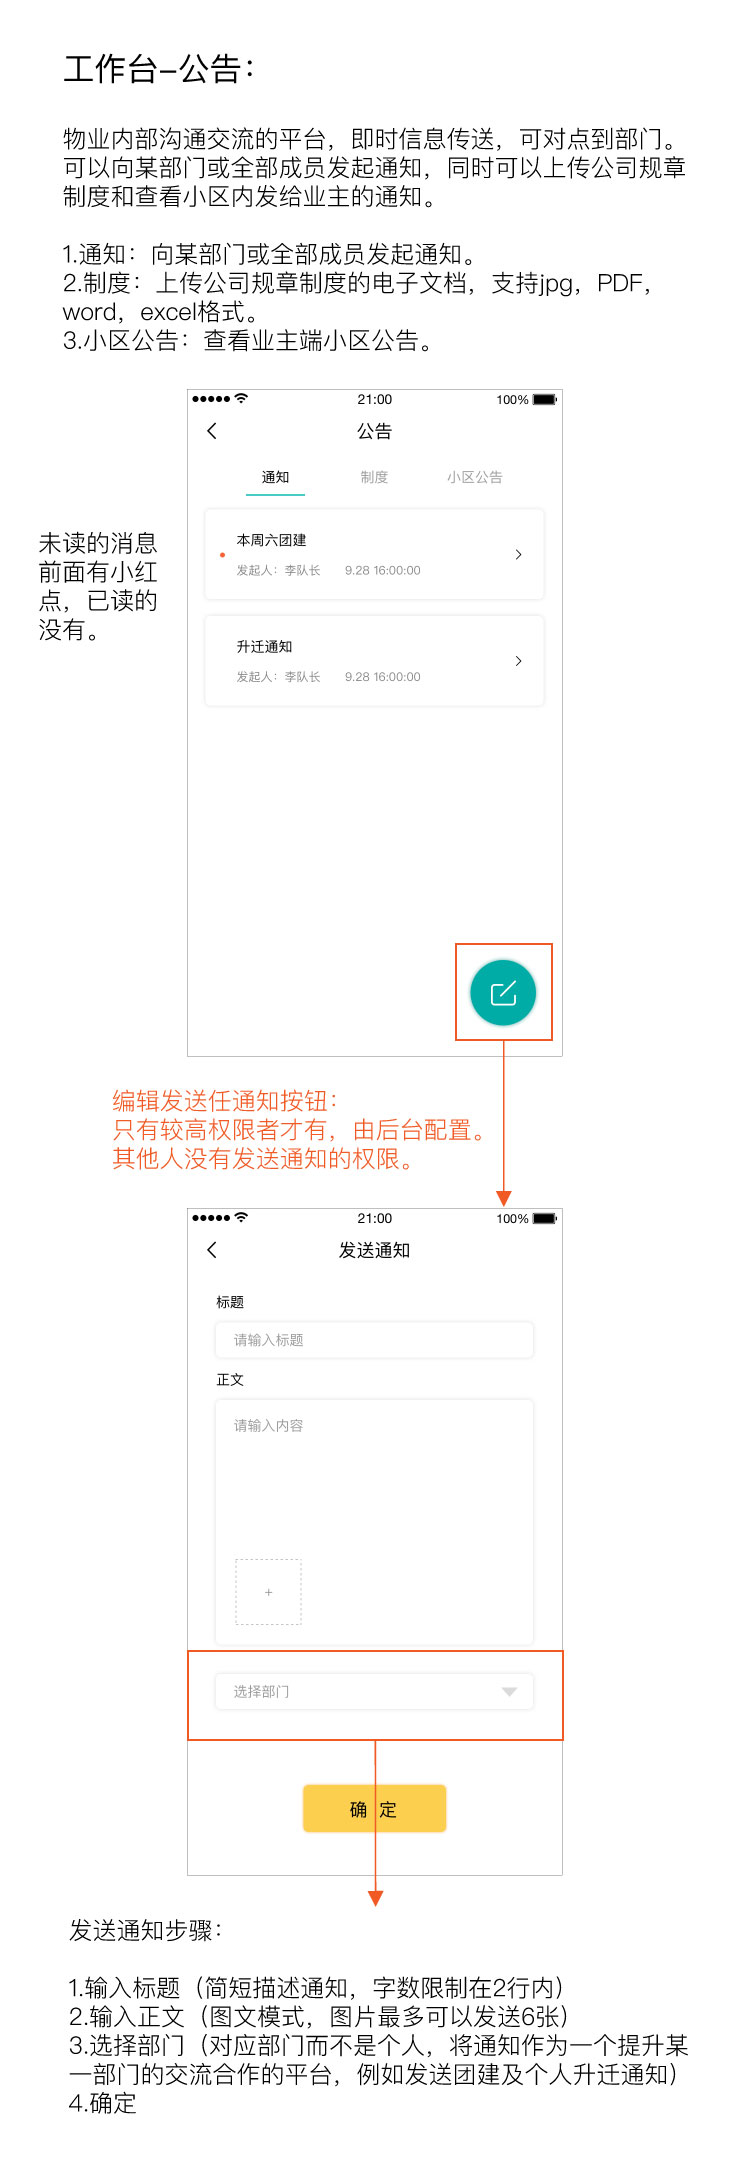 工作台–公告：
物业内部沟通交流的平台，即时信息传送，可对点到部门。
可以向某部门或全部成员发起通知，同时可以上传公司规章
制度和查看小区内发给业主的通知。
1.通知：向某部门或全部成员发起通知。
2.制度：上传公司规章制度的电子文档，支持jpg，PDF，
word，excel格式。
3.小区公告：查看业主端小区公告。
21:00
100%
公告
通知
制度
小区公告
未读的消息
前面有小红
点，已读的
没有。
本周六团建
发起人：李队长 9.28 16:00:00
升迁通知
发起人：李队长 9.28 16:00:00
编辑发送任通知按钮：
只有较高权限者才有，由后台配置。
其他人没有发送通知的权限。
21:00
100%
发送通知
标题
请输入标题
正文
请输入内容
+
选择部门
确 定
发送通知步骤：
1.输入标题（简短描述通知，字数限制在2行内）
2.输入正文（图文模式，图片最多可以发送6张）
3.选择部门（对应部门而不是个人，将通知作为一个提升某
一部门的交流合作的平台，例如发送团建及个人升迁通知）
4.确定